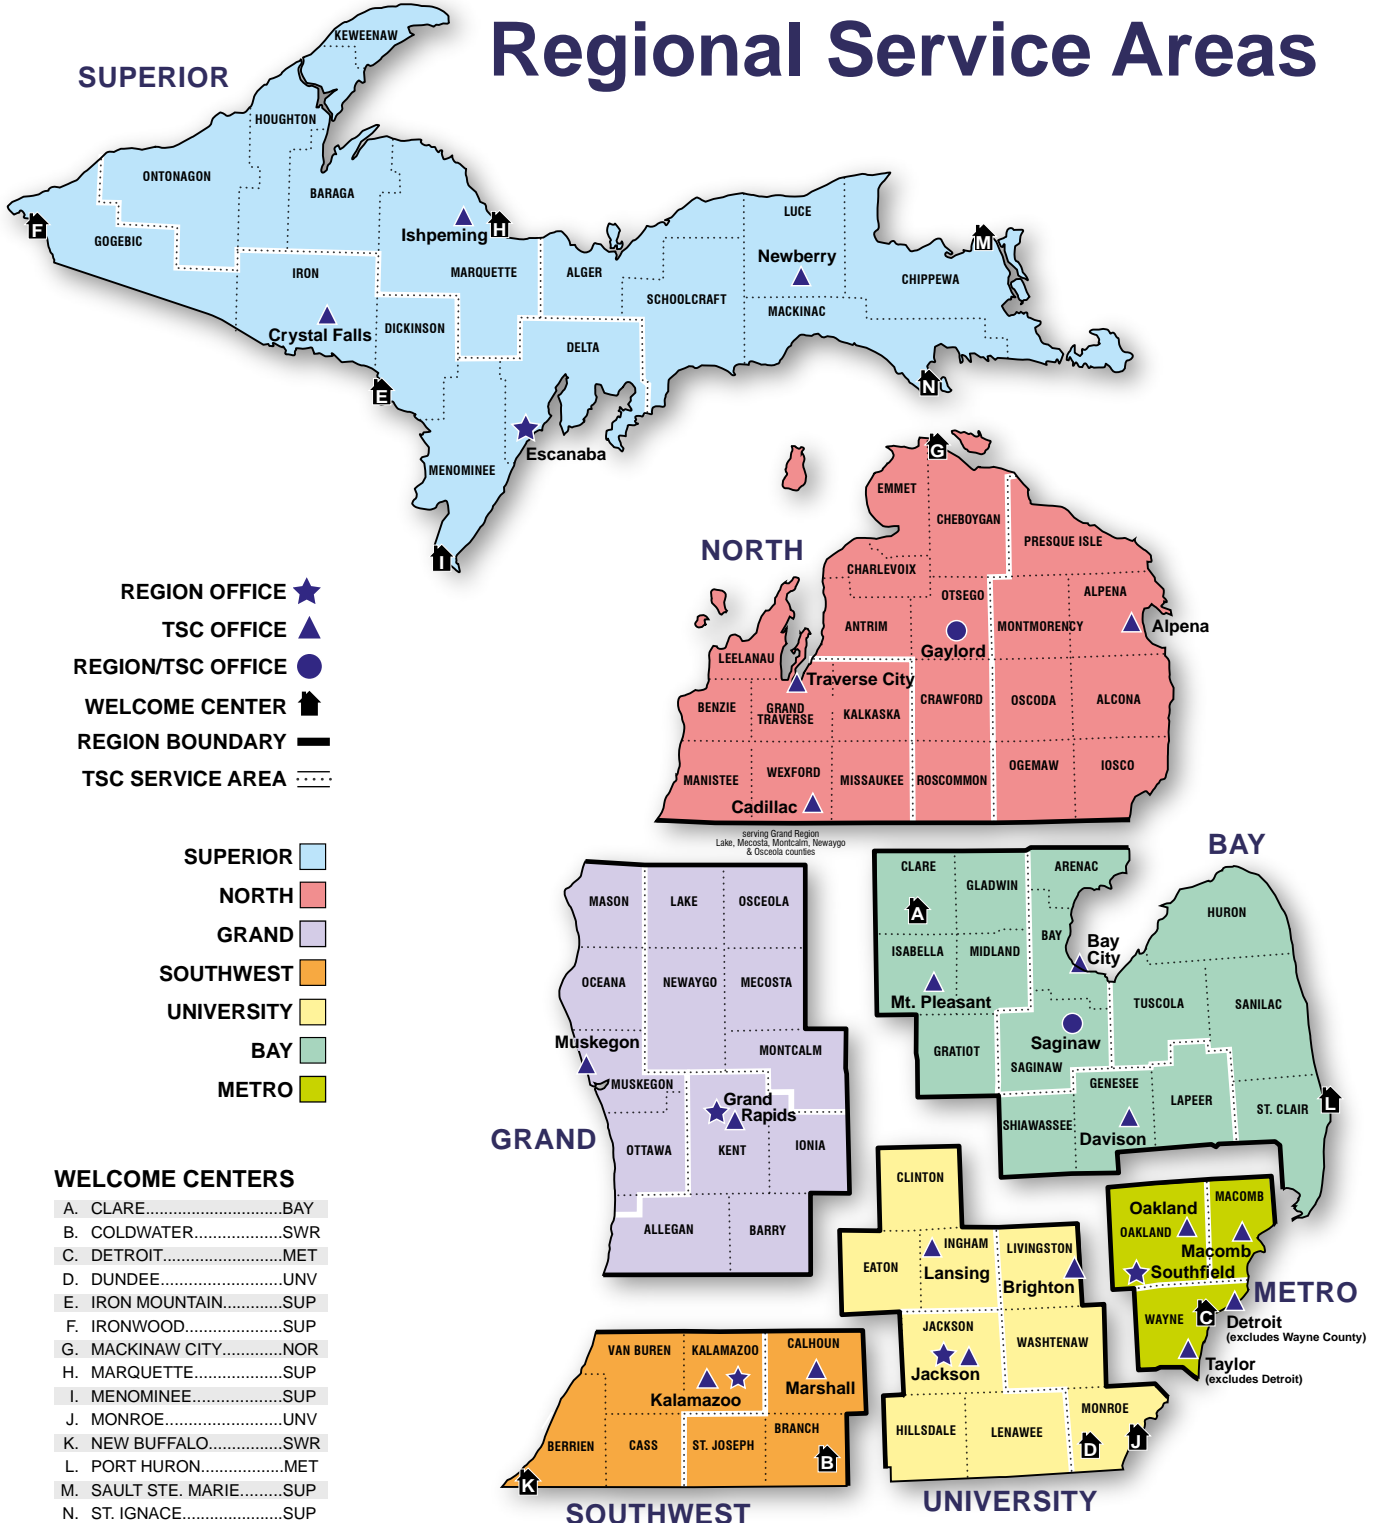 Regional Service Areas
SUPERIOR
KEWEENAW
HOUGHTON
ONTONAGON
BARAGA
GOGEBIC
F
Ishpeming
H
MARQUETTE
IRON
Crystal Falls
DICKINSON
E
ALGER
DELTA
SCHOOLCRAFT
LUCE
Newberry
MACKINAC
CHIPPEWA
M
N
Escanaba
MENOMINEE
I
NORTH
G
EMMET
CHEBOYGAN
PRESQUE ISLE
CHARLEVOIX
OTSEGO
ALPENA
ANTRIM
MONTMORENCY
Alpena
Gaylord
LEELANAU
Traverse City
BENZIE
GRAND
TRAVERSE
KALKASKA
CRAWFORD
OSCODA
ALCONA
MANISTEE
WEXFORD
MISSAUKEE
ROSCOMMON
OGEMAW
IOSCO
Cadillac
serving Grand Region
Lake, Mecosta, Montcalm, Newaygo
& Osceola counties
REGION OFFICE
TSC OFFICE
REGION/TSC OFFICE
WELCOME CENTER
REGION BOUNDARY
TSC SERVICE AREA
SUPERIOR
NORTH
GRAND
SOUTHWEST
UNIVERSITY
BAY
METRO
MASON
LAKE
OSCEOLA
OCEANA
NEWAYGO
MECOSTA
Muskegon
MONTCALM
MUSKEGON
Grand
Rapids
GRAND
OTTAWA
KENT
IONIA
ALLEGAN
BARRY
BAY
CLARE
GLADWIN
ARENAC
A
HURON
ISABELLA
MIDLAND
BAY
Bay
City
Mt. Pleasant
TUSCOLA
SANILAC
GRATIOT
Saginaw
SAGINAW
GENESEE
LAPEER
ST. CLAIR
L
SHIAWASSEE
Davison
CLINTON
EATON
INGHAM
Lansing
LIVINGSTON
Brighton
JACKSON
Jackson
WASHTENAW
HILLSDALE
LENAWEE
MONROE
D
J
UNIVERSITY
Oakland
OAKLAND
MACOMB
Macomb
Southfield
METRO
WAYNE
C
Detroit
(excludes Wayne County)
Taylor
(excludes Detroit)
VAN BUREN
KALAMAZOO
CALHOUN
Kalamazoo
Marshall
BERRIEN
CASS
ST. JOSEPH
BRANCH
B
K
SOUTHWEST
WELCOME CENTERS
A. CLARE..............................BAY
B. COLDWATER...................SWR
C. DETROIT..........................MET
D. DUNDEE...........................UNV
E. IRON MOUNTAIN.............SUP
F. IRONWOOD.....................SUP
G. MACKINAW CITY.............NOR
H. MARQUETTE...................SUP
I. MENOMINEE....................SUP
J. MONROE..........................UNV
K. NEW BUFFALO................SWR
L. PORT HURON..................MET
M. SAULT STE. MARIE.........SUP
N. ST. IGNACE......................SUP